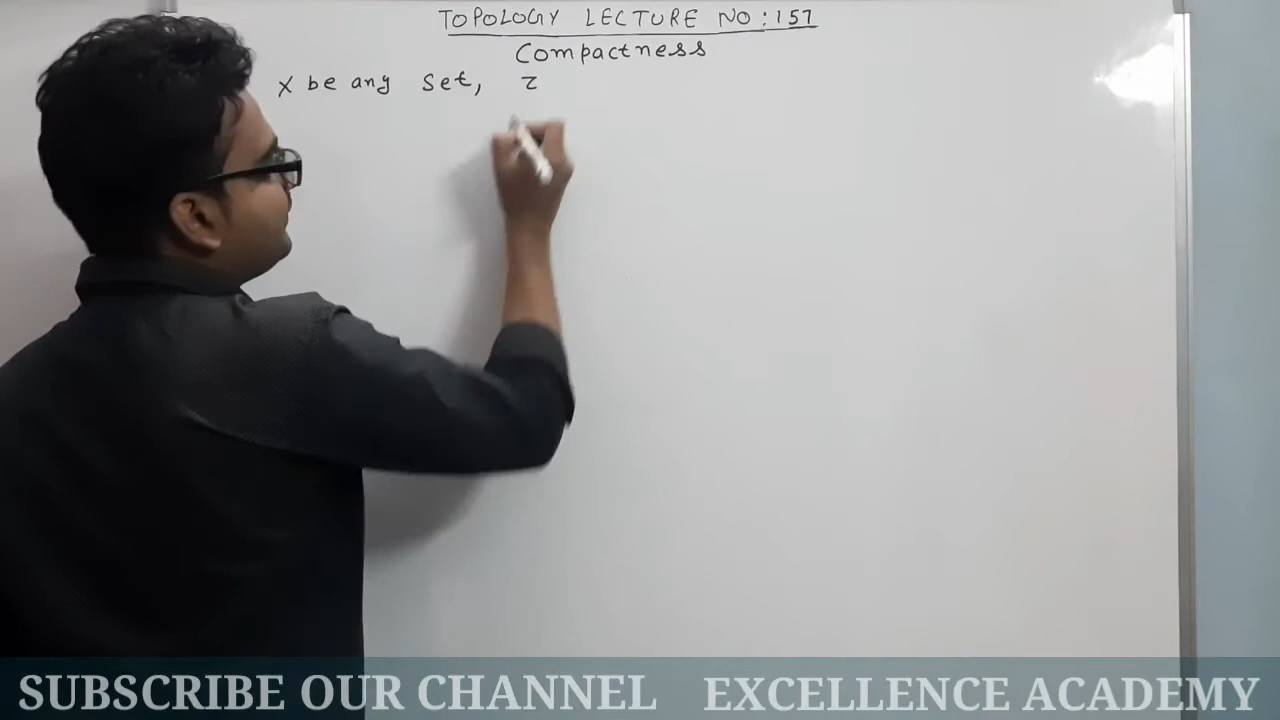 TOPOLOGY LECTURE NO: 157
Compactness
X be any set, τ
SUBSCRIBE OUR CHANNEL EXCELLENCE ACADEMY